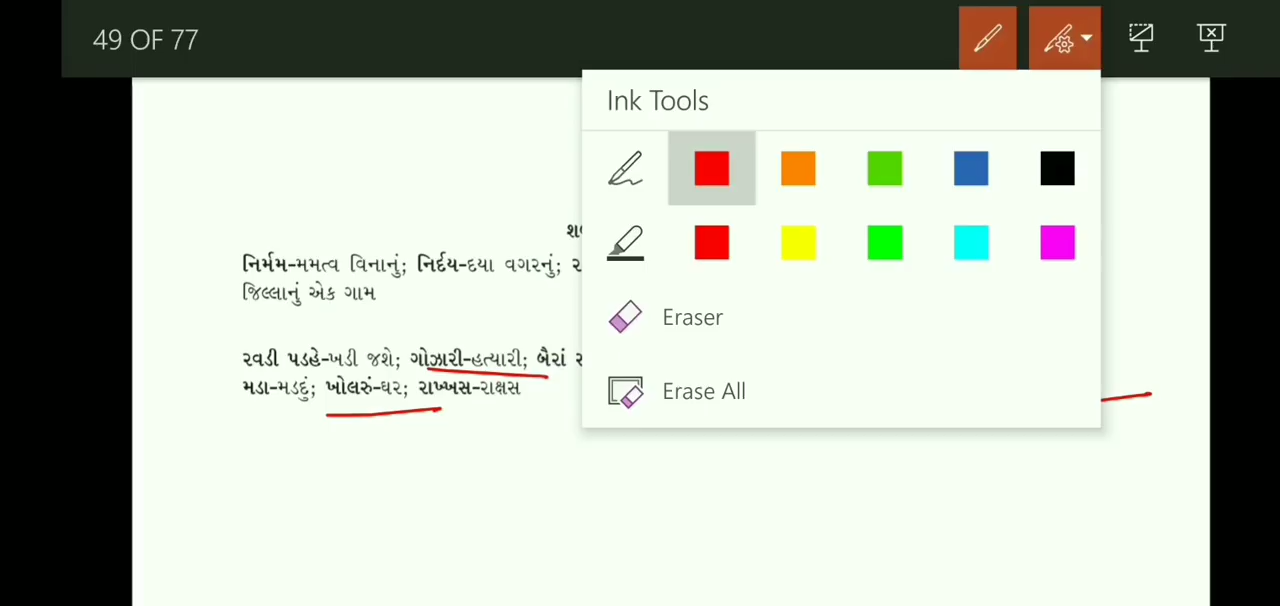 49 OF 77
Ink Tools
નિર્મમ-મમત્વ વિનાનું; નિર્દય-દયા વગરનું;
જિલ્લાનું એક ગામ
Eraser
રવડી પડહે-ખડી જશે; ગોઝારી-હત્યારી; બૈરાં
મડા-મડદું; ખોલરું-ઘર; રાખ્ખસ-રાક્ષસ
Erase All